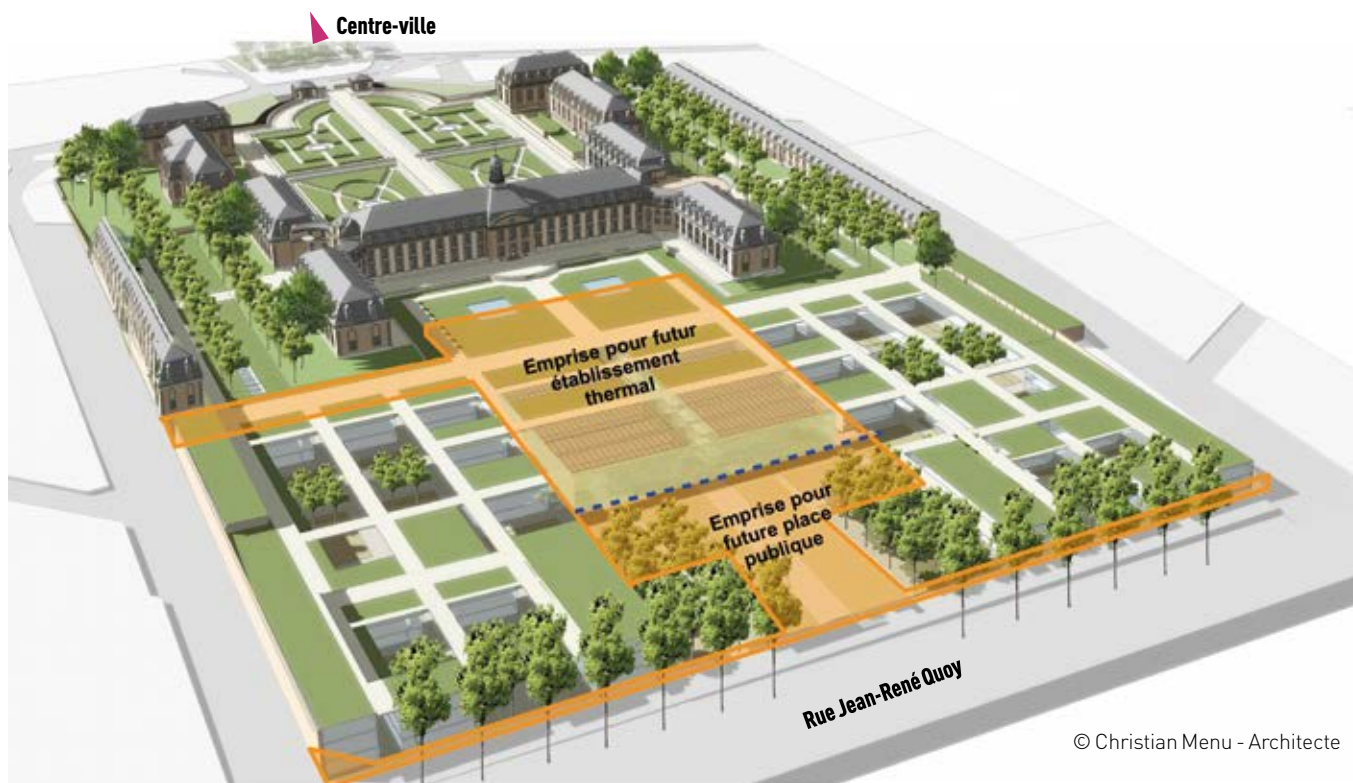 Centre-ville
Emprise pour futur
établissement
thermal
Emprise pour
future place
publique
Rue Jean-René Quoy
© Christian Menu - Architecte